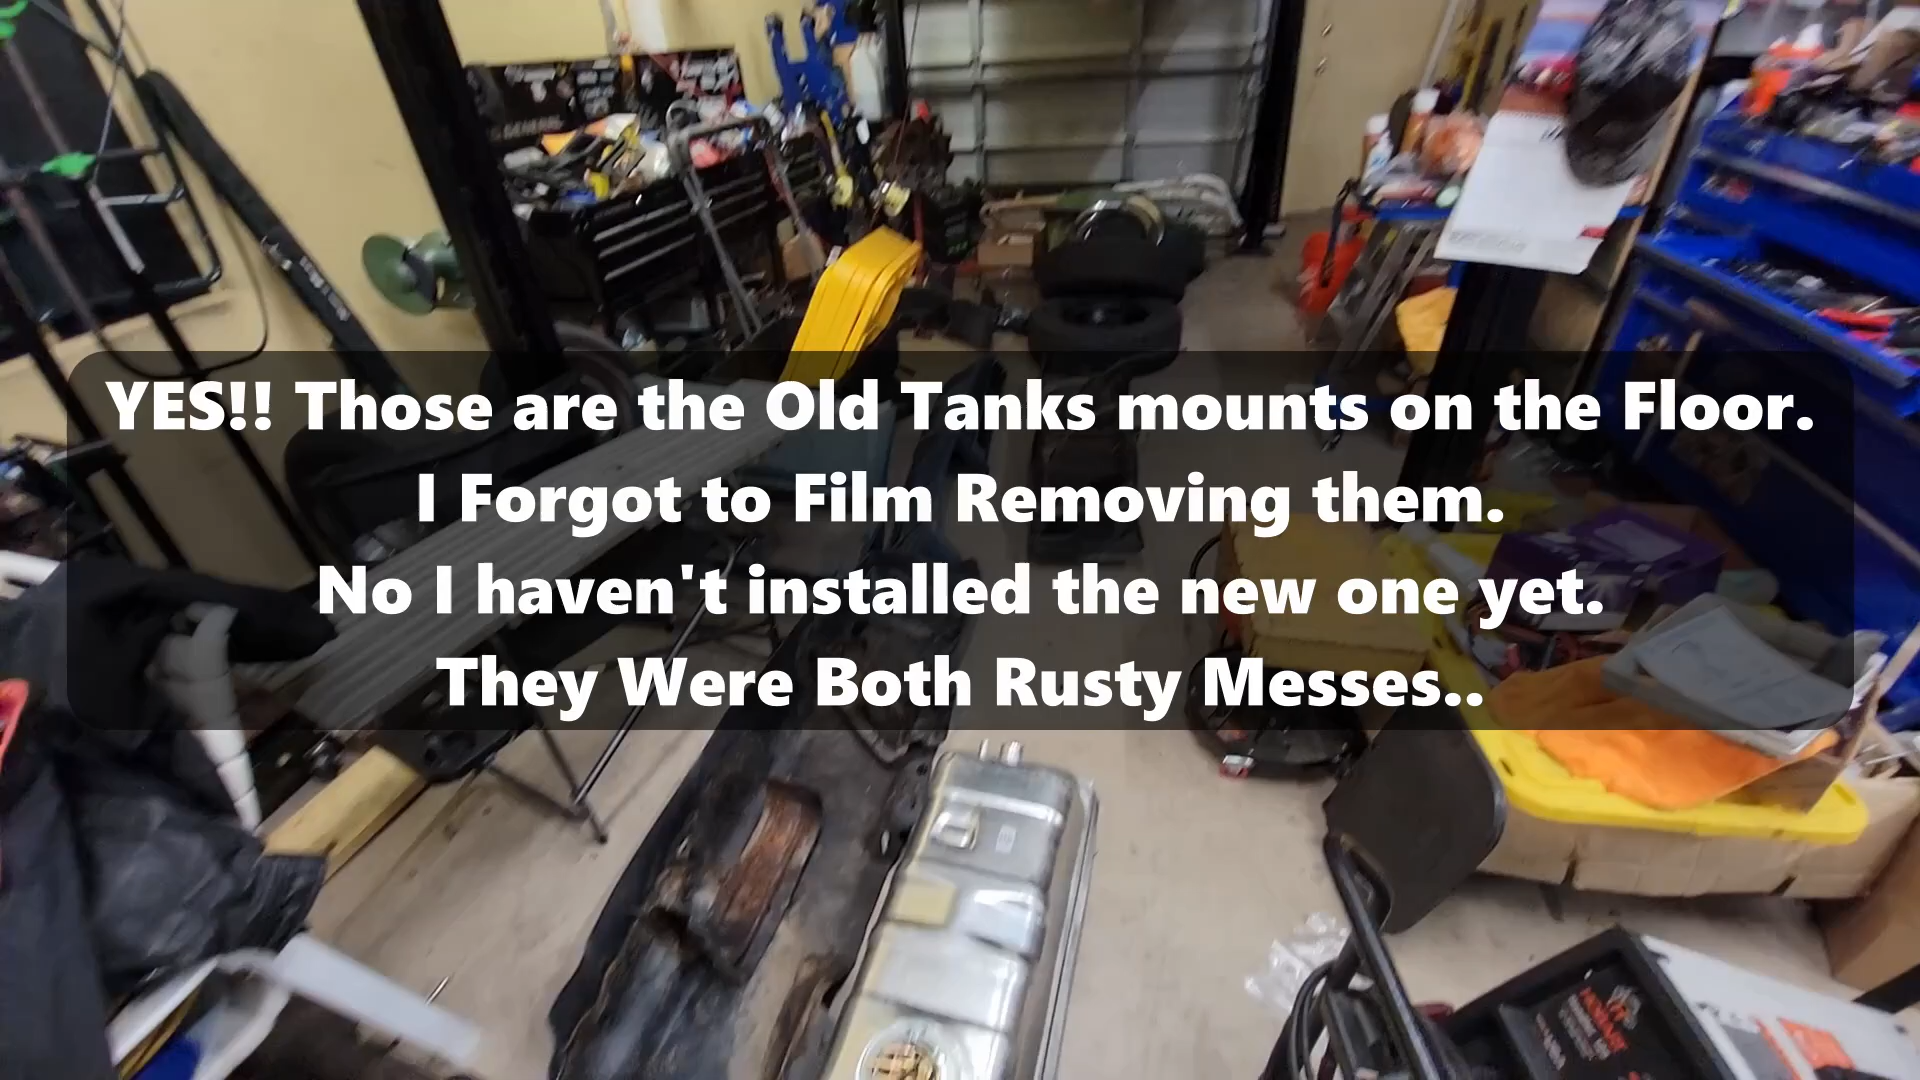 YES!! Those are the Old Tanks mounts on the Floor.
I Forgot to Film Removing them.
No I haven't installed the new one yet.
They Were Both Rusty Messes..
HOBART